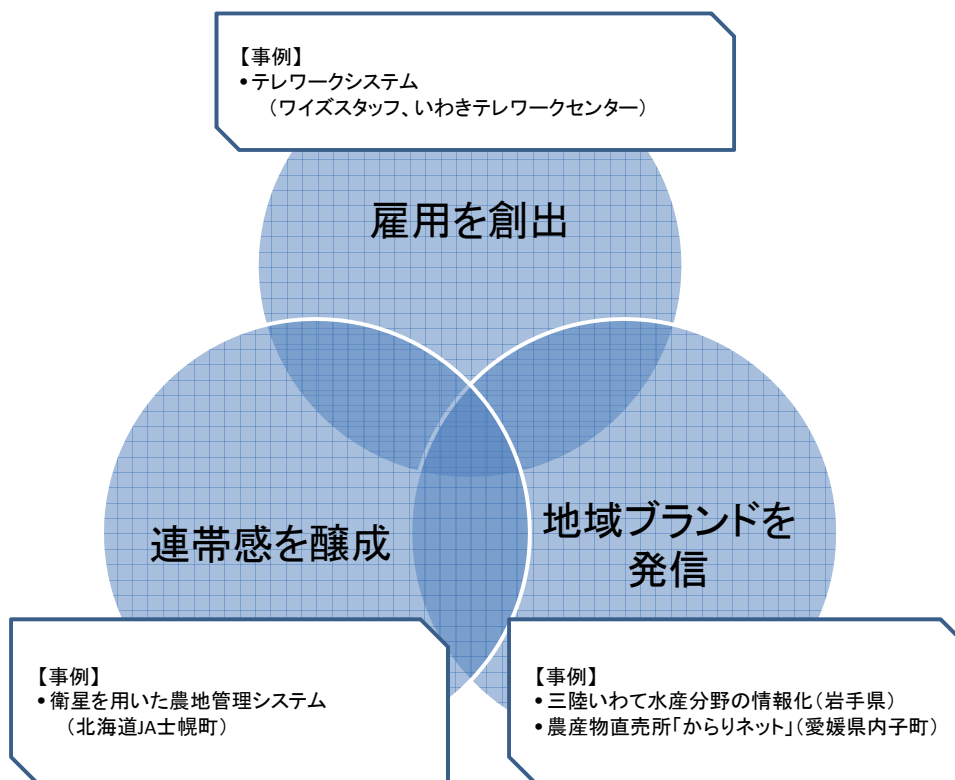 【事例】
•テレワークシステム
（ワイズスタッフ、いわきテレワークセンター）
雇用を創出
連帯感を醸成
地域ブランドを
発信
【事例】
•衛星を用いた農地管理システム
（北海道JA士幌町）
【事例】
•三陸いわて水産分野の情報化（岩手県）
•農産物直売所「からりネット」（愛媛県内子町）